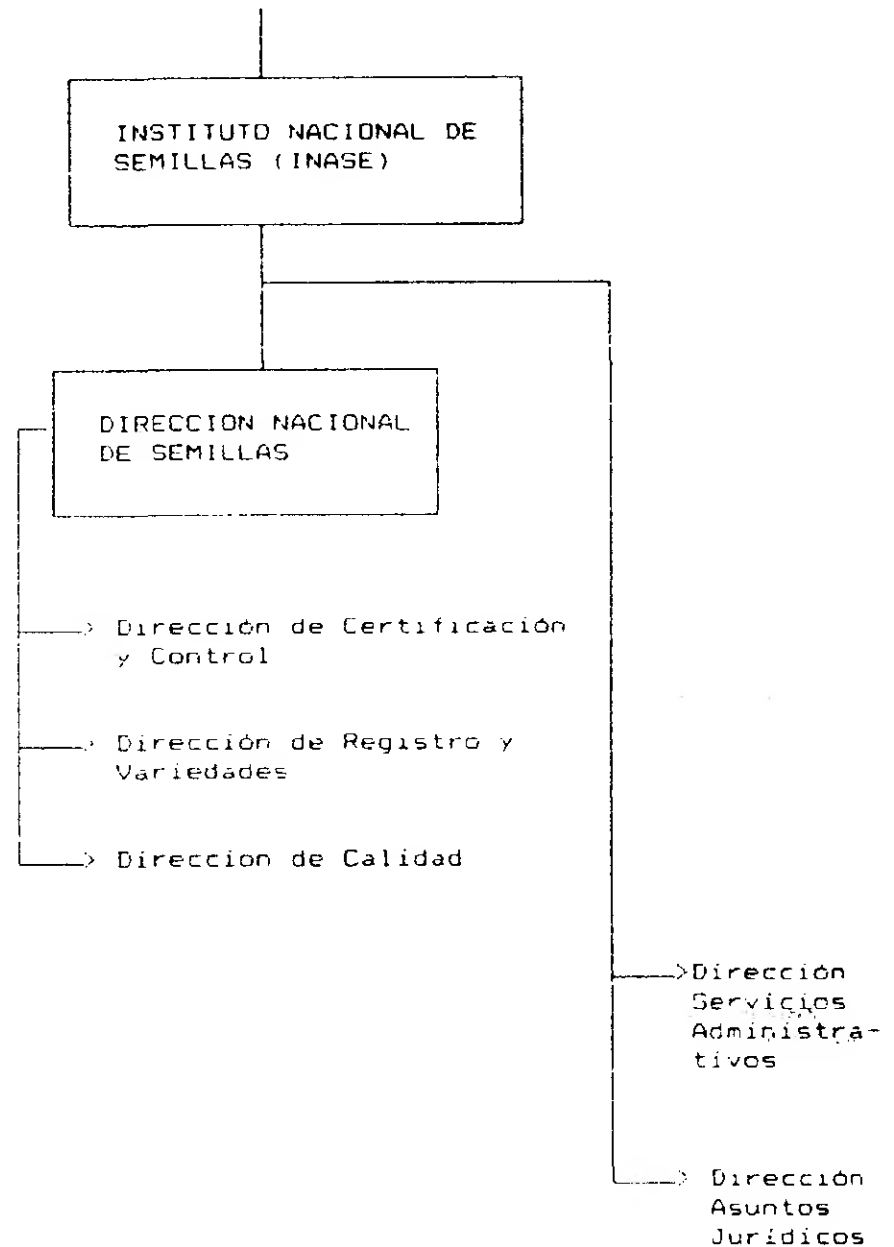 INSTITUTO NACIONAL DE
SEMILLAS (INASE)
DIRECCION NACIONAL
DE SEMILLAS
Dirección de Certificación
y Control
Dirección de Registro y
Variedades
Direccion de Calidad
Dirección
Servicios
Administra-
tivos
Dirección
Asuntos
Jurídicos